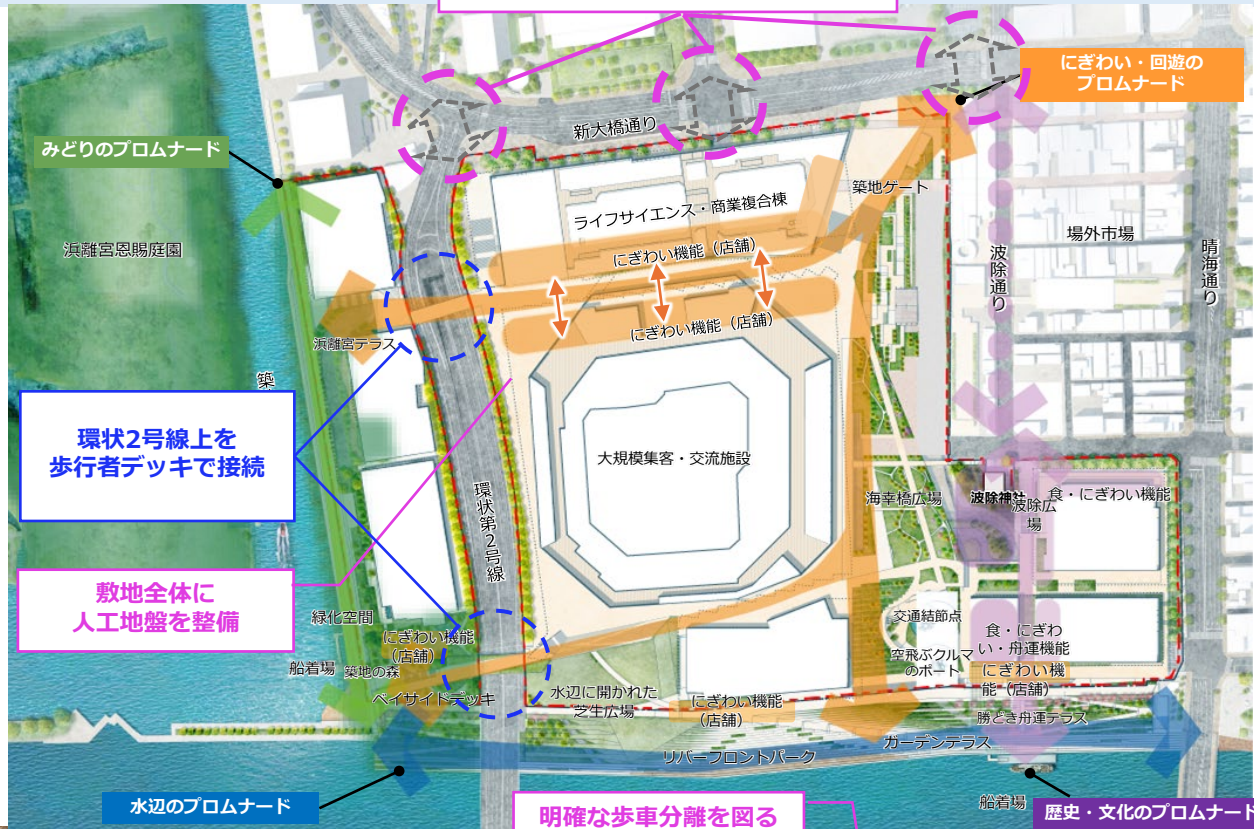 にぎわい・回遊の
プロムナード
新大橋通り
みどりのプロムナード
築地ゲート
ライフサイエンス・商業複合棟
浜離宮恩賜庭園
場外市場
波除通り
晴海通り
にぎわい機能（店舗）
にぎわい機能（店舗）
浜離宮テラス
築
環状2号線上を
歩行者デッキで接続
大規模集客・交流施設
環状第2号線
海幸橋広場
波除神社
波除広
場
食・にぎわい機能
敷地全体に
人工地盤を整備
緑化空間
にぎわい機能
（店舗）
交通結節点
食・にぎわ
い・舟運機能
空飛ぶクルマ
のポート
船着場
築地の森
にぎわい機
能（店舗）
ベイサイドデッキ
水辺に開かれた
芝生広場
にぎわい機能
（店舗）
勝どき舟運テラス
ガーデンテラス
リバーフロントパーク
水辺のプロムナード
明確な歩車分離を図る
船着場
歴史・文化のプロムナード